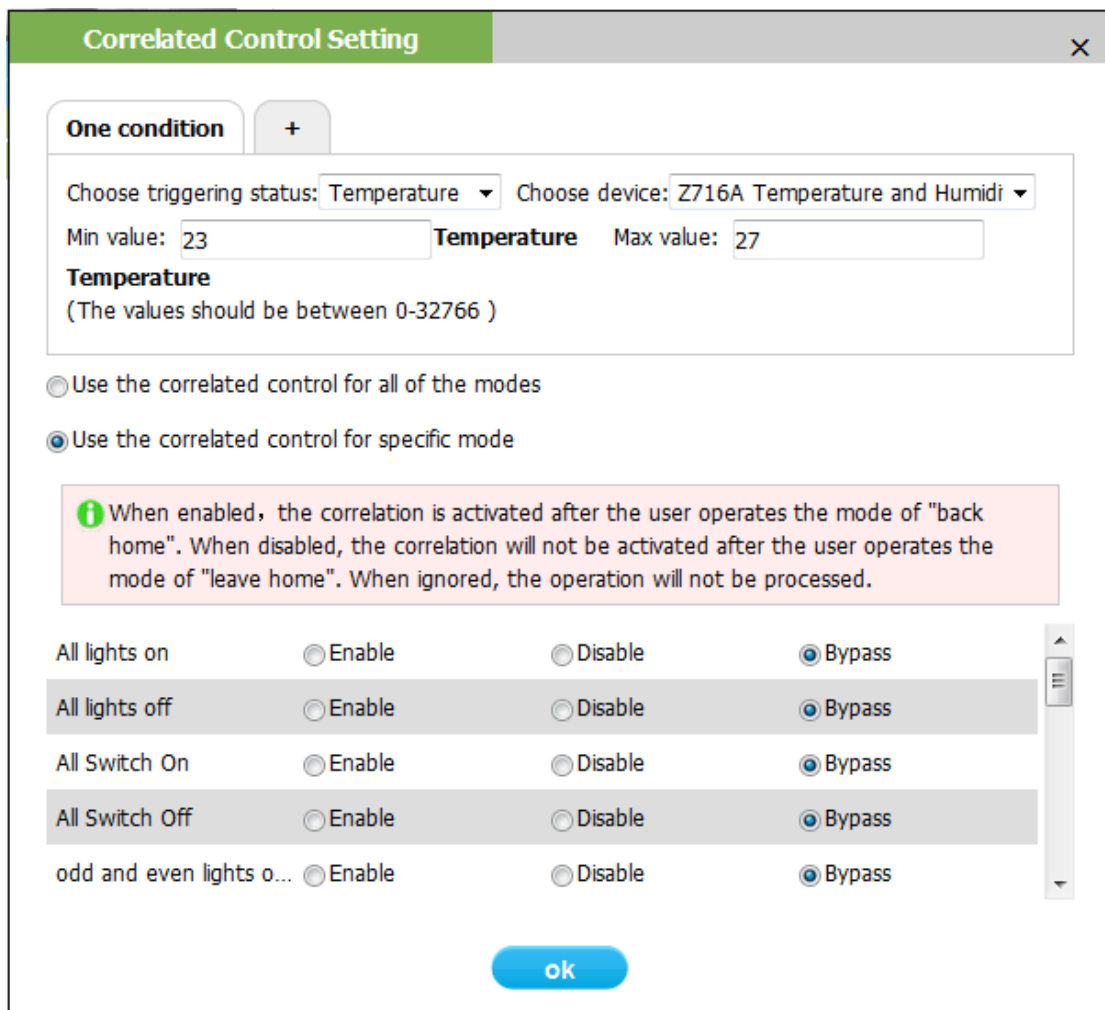 Correlated Control Setting
×
One condition +
Choose triggering status: Temperature Choose device: Z716A Temperature and Humidi
Min value: 23 Temperature Max value: 27
Temperature
(The values should be between 0-32766 )
Use the correlated control for all of the modes
Use the correlated control for specific mode
When enabled，the correlation is activated after the user operates the mode of "back
home". When disabled, the correlation will not be activated after the user operates the
mode of "leave home". When ignored, the operation will not be processed.
All lights on Enable Disable Bypass
All lights off Enable Disable Bypass
All Switch On Enable Disable Bypass
All Switch Off Enable Disable Bypass
odd and even lights o... Enable Disable Bypass
ok